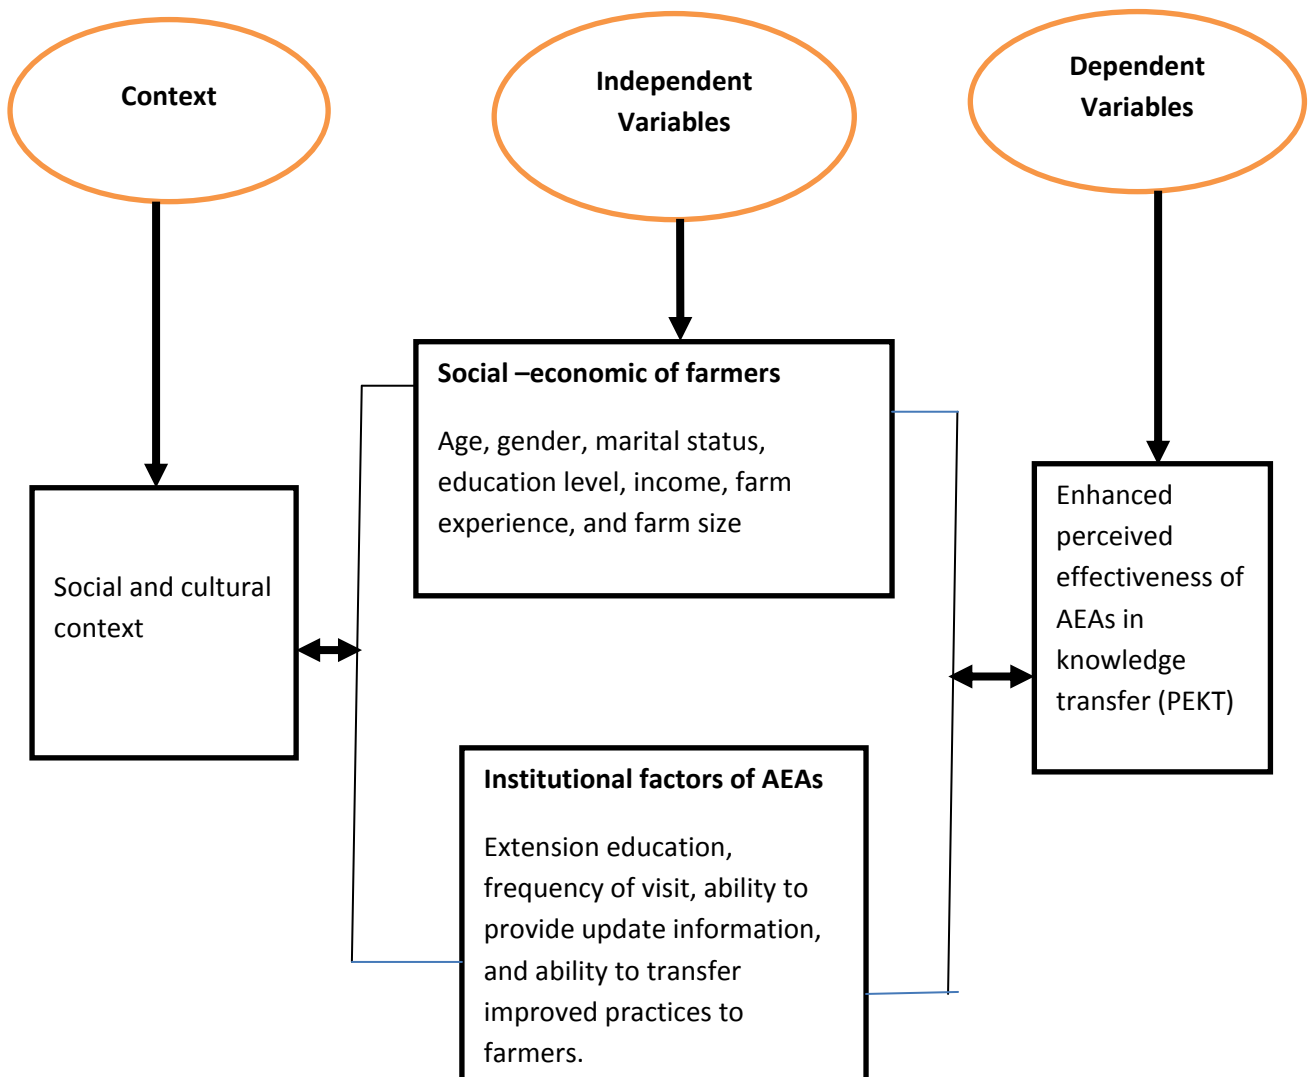 Context
Independent
Variables
Dependent
Variables
Social –economic of farmers
Age, gender, marital status,
education level, income, farm
experience, and farm size
Social and cultural
context
Enhanced
perceived
effectiveness of
AEAs in
knowledge
transfer (PEKT)
Institutional factors of AEAs
Extension education,
frequency of visit, ability to
provide update information,
and ability to transfer
improved practices to
farmers.